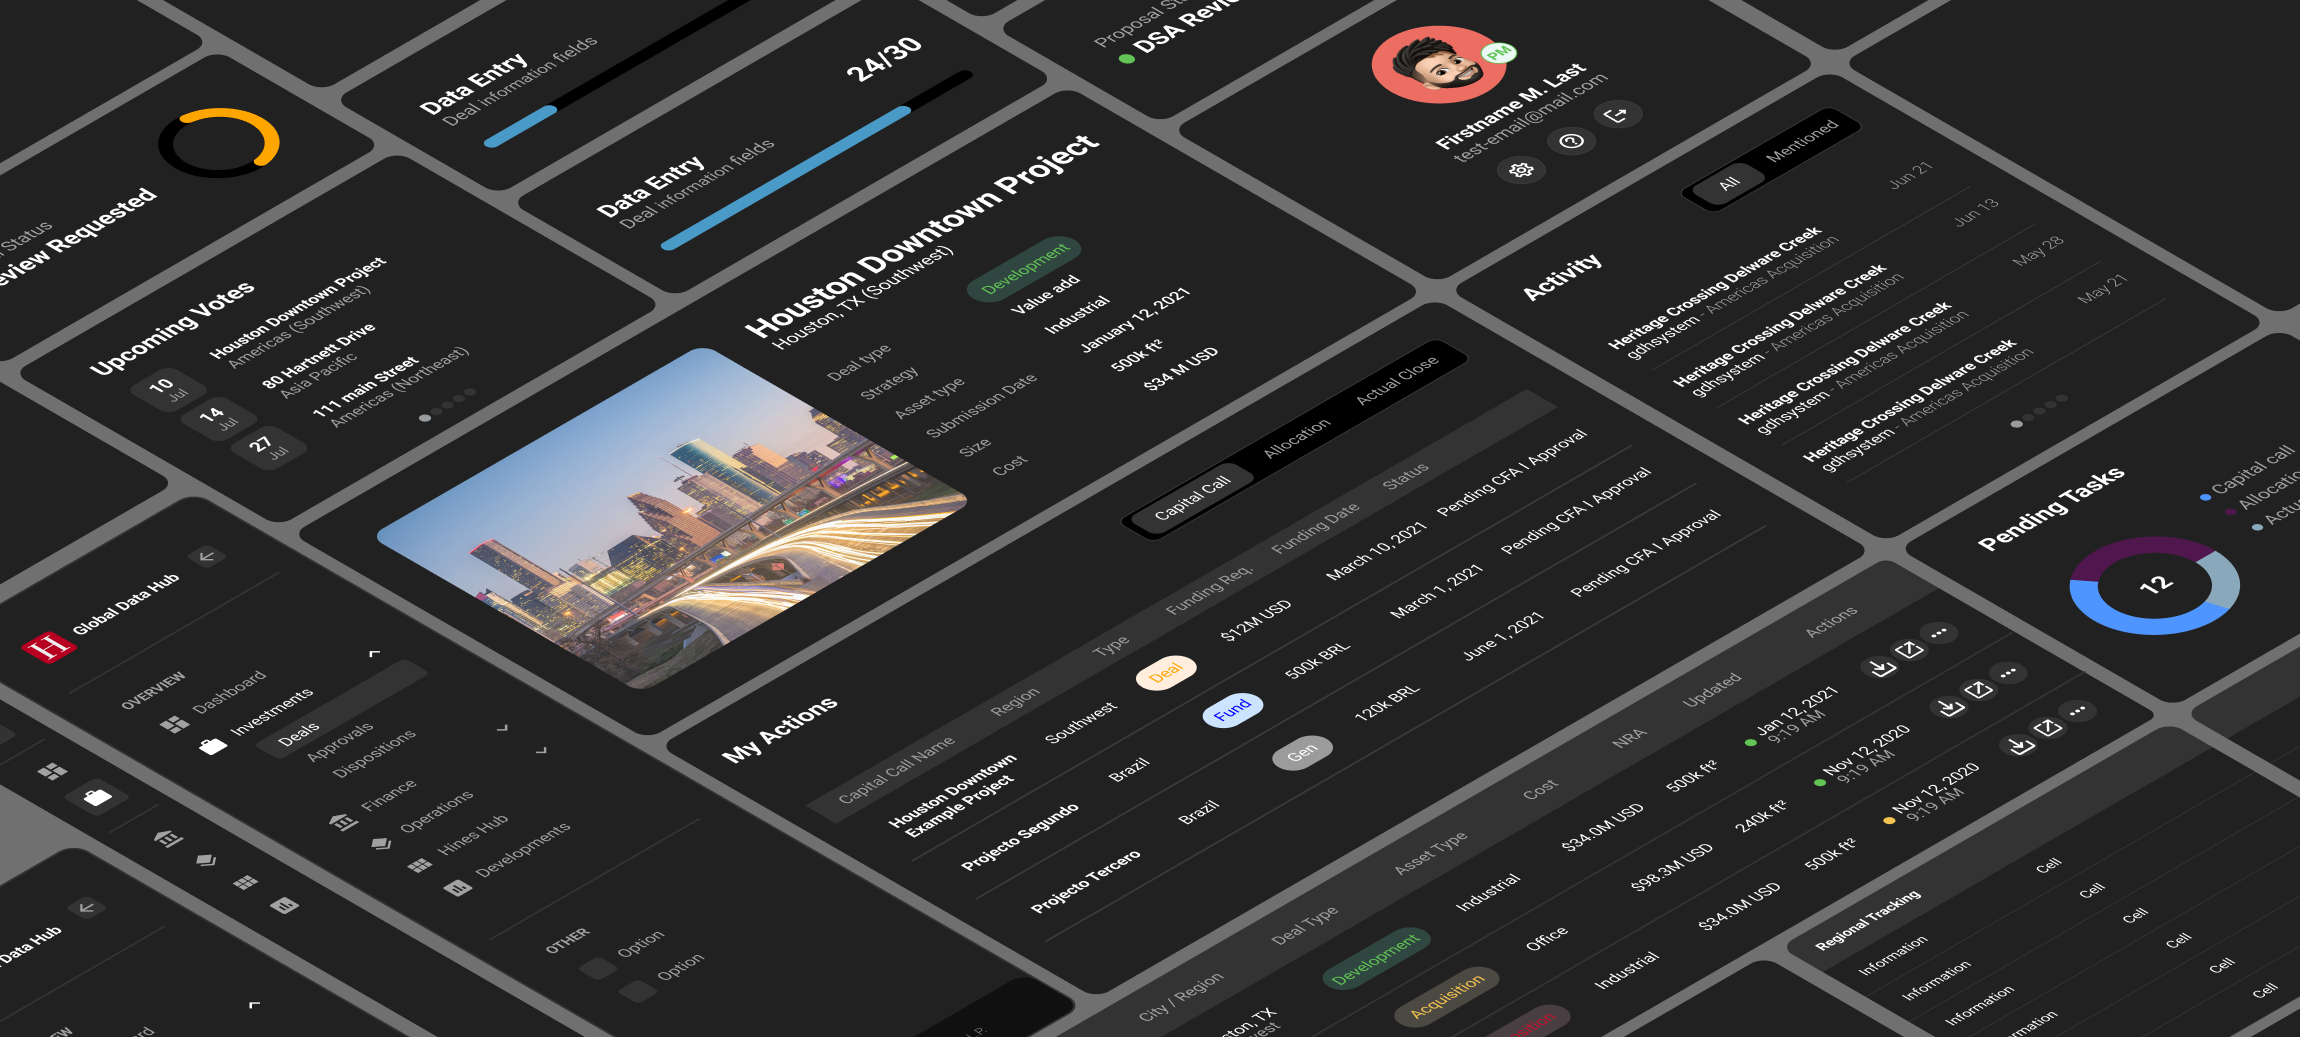 Status
view Requested
Upcoming Votes
10 Jul
Houston Downtown Project
Americas (Southwest)
14 Jul
80 Hartnett Drive
Asia Pacific
27 Jul
111 main Street
Americas (Northeast)
Data Entry
Deal information fields
24/30
Data Entry
Deal information fields
Proposal
DSA
PM
Firstname M. Last
test-email@mail.com
Houston Downtown Project
Houston, TX (Southwest)
Deal type
Development
Strategy
Value add
Asset type
Industrial
Submission Date
January 12, 2021
Size
500k ft²
Cost
$34 M USD
Activity
All
Mentioned
Heritage Crossing Delware Creek
gdhsystem - Americas Acquisition
Jun 21
Heritage Crossing Delware Creek
gdhsystem - Americas Acquisition
Jun 13
Heritage Crossing Delware Creek
gdhsystem - Americas Acquisition
May 28
Heritage Crossing Delware Creek
gdhsystem - Americas Acquisition
May 21
Pending Tasks
12
Capital call
Allocatio
Actu
H
Global Data Hub
OVERVIEW
Dashboard
Investments
Deals
Approvals
Dispositions
Finance
Operations
Hines Hub
Developments
OTHER
Option
Option
Data Hub
My Actions
Capital Call
Allocation
Actual Close
Capital Call Name
Region
Type
Funding Req.
Funding Date
Status
Houston Downtown
Example Project
Southwest
Deal
$12M USD
March 10, 2021
Pending CFA I Approval
Projecto Segundo
Brazil
Fund
500k BRL
March 1, 2021
Pending CFA I Approval
Projecto Tercero
Brazil
Gen
120k BRL
June 1, 2021
Pending CFA I Approval
City / Region
Deal Type
Asset Type
Cost
NRA
Updated
Actions
ston, TX
west
Development
Industrial
$34.0M USD
500k ft²
Jan 12, 2021
9:19 AM
Acquisition
Office
$98.3M USD
240k ft²
Nov 12, 2020
9:19 AM
Industrial
$34.0M USD
500k ft²
Nov 12, 2020
9:19 AM
Regional Tracking
Cell
Information
Cell
Information
Cell
Information
Cell
rmation
Cell
Cell